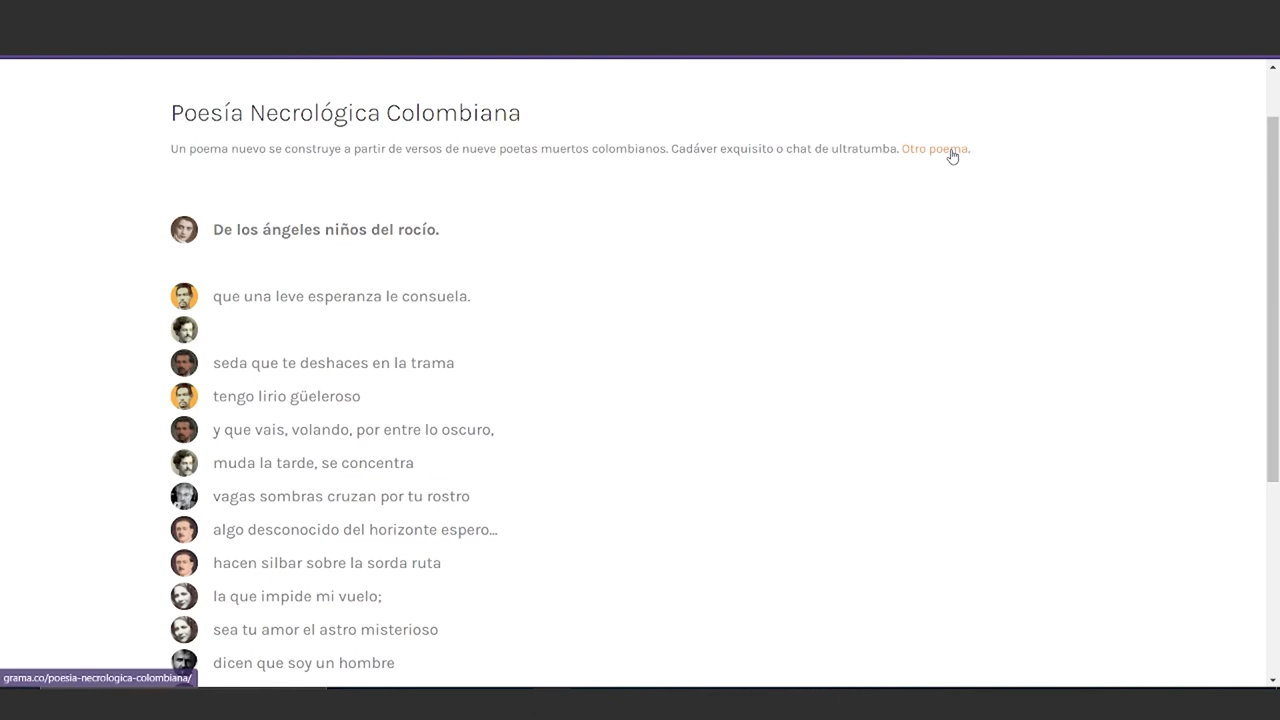 Poesía Necrológica Colombiana
Un poema nuevo se construye a partir de versos de nueve poetas muertos colombianos. Cadáver exquisito o chat de ultratumba. Otro poema.
De los ángeles niños del rocío.
que una leve esperanza le consuela.
seda que te deshaces en la trama
tengo lirio güeleroso
y que vais, volando, por entre lo oscuro,
muda la tarde, se concentra
vagas sombras cruzan por tu rostro
algo desconocido del horizonte espero...
hacen silbar sobre la sorda ruta
la que impide mi vuelo;
sea tu amor el astro misterioso
dicen que soy un hombre
grama.co/poesia-necrologica-colombiana/